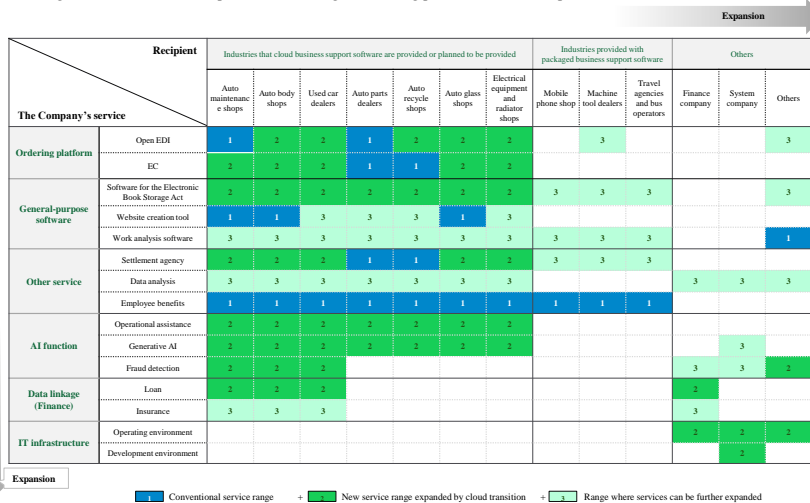 Expansion
Recipient
The Company's service
Industries that cloud business support software are provided or planned to be provided
Industries provided with
packaged business support software
Others
Auto
maintenanc
e shops
Auto body
shops
Used car
dealers
Auto parts
dealers
Auto
recycle
shops
Auto glass
shops
Electrical
equipment
and
radiator
shops
Mobile
phone shop
Machine
tool dealers
Travel
agencies
and bus
operators
Finance
company
System
company
Others
Ordering platform
Open EDI 1 2 2 1 2 2 2 3 3
EC 2 2 2 1 1 2 2
General-purpose
software
Software for the Electronic
Book Storage Act 2 2 2 2 2 2 2 3 3 3 3
Website creation tool 1 1 3 3 3 1 3
Work analysis software 3 3 3 3 3 3 3 3 3 3 1
Other service
Settlement agency 2 2 2 1 1 2 2 3 3 3
Data analysis 3 3 3 3 3 3 3 3 3 3
Employee benefits 1 1 1 1 1 1 1 1 1 1
AI function
Operational assistance 2 2 2 2 2 2 2
Generative AI 2 2 2 2 2 2 2 3
Fraud detection 2 2 2 3 3 2
Data linkage
(Finance)
Loan 2 2 2 2
Insurance 3 3 3 3
IT infrastructure
Operating environment 2 2 2
Development environment 2
Expansion
1 Conventional service range + 2 New service range expanded by cloud transition + 3 Range where services can be further expanded